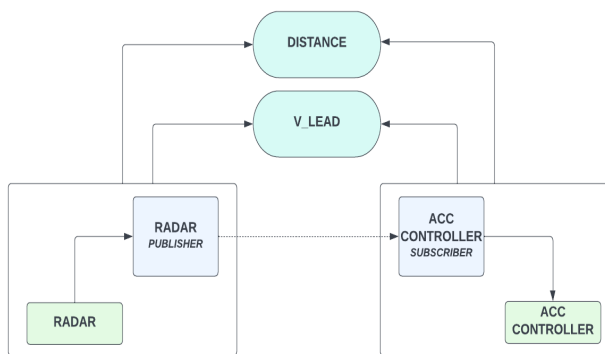 DISTANCE
V_LEAD
RADAR
PUBLISHER
ACC
CONTROLLER
SUBSCRIBER
RADAR
ACC
CONTROLLER